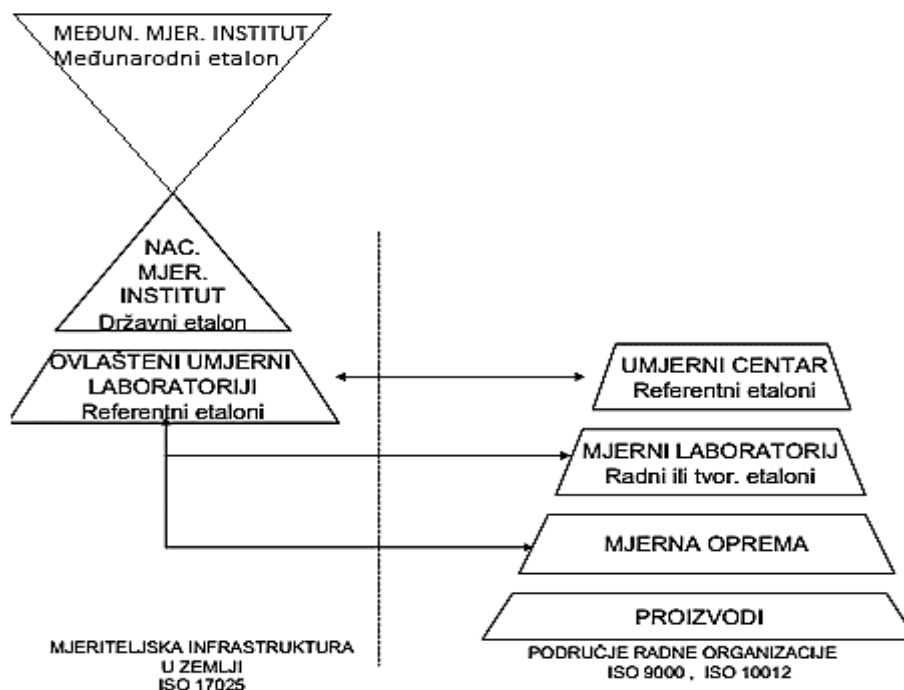 MEĐUN. MJER. INSTITUT
Međunarodni etalon
NAC.
MJER.
INSTITUT
Državni etalon
OVLAŠTENI UMJERNI
LABORATORIJI
Referentni etaloni
UMJERNI CENTAR
Referentni etaloni
MJERNI LABORATORIJ
Radni ili tvor. etaloni
MJERNA OPREMA
PROIZVODI
MJERITELJSKA INFRASTRUKTURA
U ZEMLJI
ISO 17025
PODRUČJE RADNE ORGANIZACIJE
ISO 9000 , ISO 10012